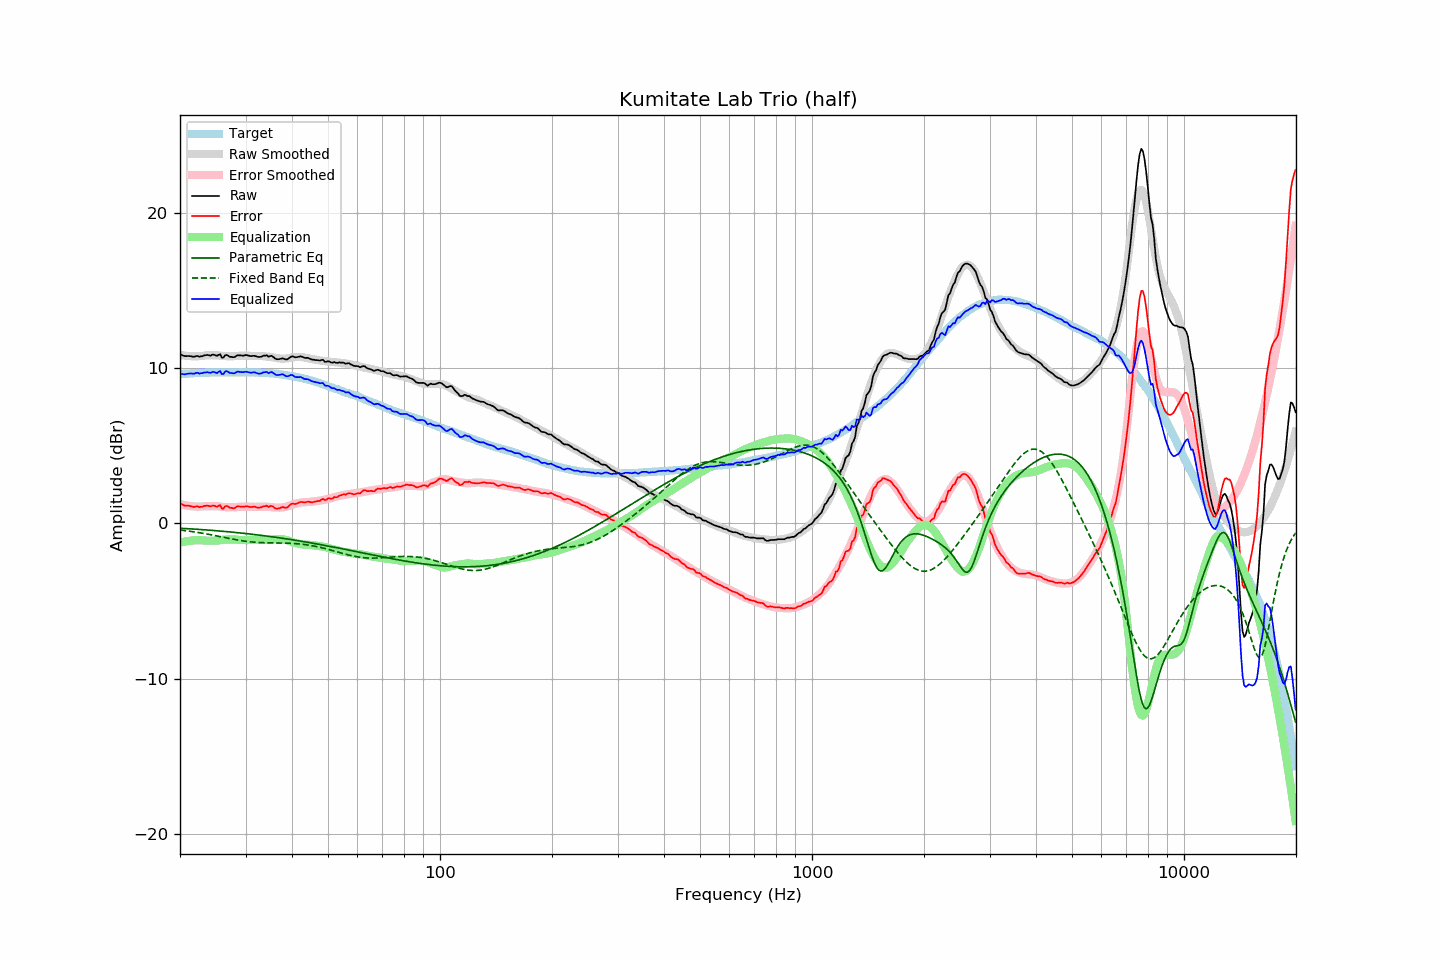 Kumitate Lab Trio (half)
Target
Raw Smoothed
Error Smoothed
Raw
Error
Equalization
Parametric Eq
Fixed Band Eq
Equalized
20
10
0
−10
−20
Amplitude (dBr)
100
1000
10000
Frequency (Hz)